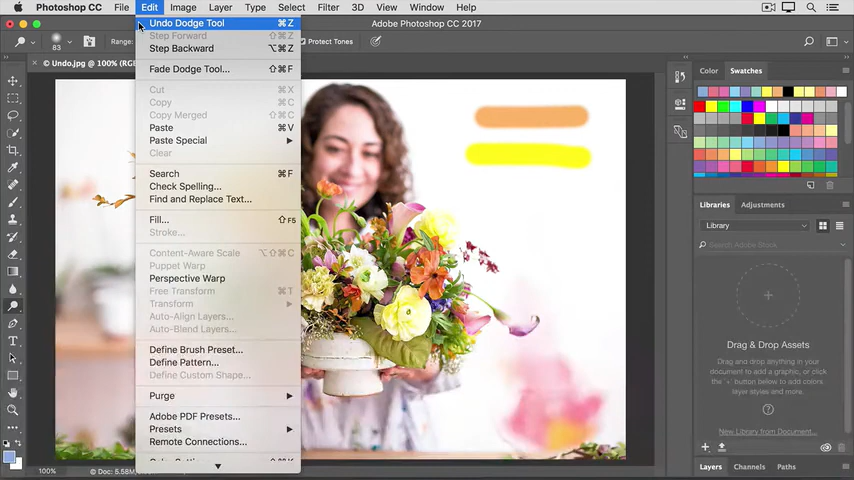 Photoshop CC File Edit Image Layer Type Select Filter 3D View Window Help
Adobe Photoshop CC 2017
83 Range: Protect Tones
× © Undo.jpg @ 100% (RG
Undo Dodge Tool ⌘Z
Step Forward ⇧⌘Z
Step Backward ⌥⌘Z
Fade Dodge Tool... ⇧⌘F
Cut ⌘X
Copy ⌘C
Copy Merged ⇧⌘C
Paste ⌘V
Paste Special
Clear
Search ⌘F
Check Spelling...
Find and Replace Text...
Fill... ⇧F5
Stroke...
Content-Aware Scale ⌥⇧⌘C
Puppet Warp
Perspective Warp
Free Transform ⌘T
Transform
Auto-Align Layers...
Auto-Blend Layers...
Define Brush Preset...
Define Pattern...
Define Custom Shape...
Purge
Adobe PDF Presets...
Presets
Remote Connections...
Color Swatches
Libraries Adjustments
Library
Search Adobe Stock
Drag & Drop Assets
Drag and drop anything in your
document to add a graphic, or click
the '+' button below to add colors,
layer styles and more.
New Library from Document...
Layers Channels Paths
100% Doc: 5.58M